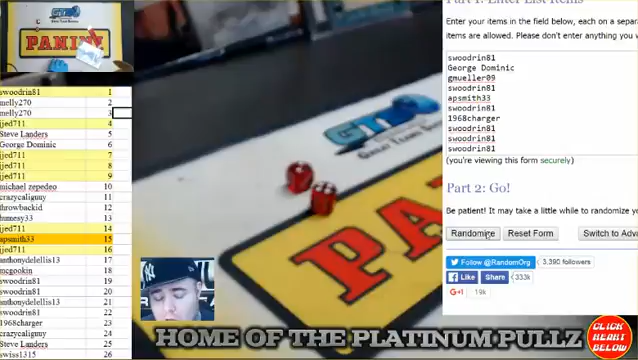 Part 1: Enter List Items
Enter your items in the field below, each on a separ
items are allowed. Please don't enter anything you w
swoodrin81
George Dominic
gmueller09
swoodrin81
apsmith33
swoodrin81
1968charger
swoodrin81
swoodrin81
swoodrin81
(you're viewing this form securely)
Part 2: Go!
Be patient! It may take a little while to randomize yo
Randomize
Reset Form
Switch to Adva
Follow @RandomOrg
3,390 followers
Like
Share
333k
G+1
19k
PANINI
swoodrin81 1
melly270 2
melly270 3
jjed711 4
Steve Landers 5
George Dominic 6
jjed711 7
jjed711 8
jjed711 9
michael zepedeo 10
crazycaliguy 11
throwbackid 12
humesy33 13
jjed711 14
apsmith33 15
jjed711 16
anthonydelellis13 17
mcgookin 18
swoodrin81 19
swoodrin81 20
anthonydelellis13 21
swoodrin81 22
1968charger 23
crazycaliguy 24
Steve Landers 25
swiss1315 26
PA
HOME OF THE PLATINUM PULLZ
CLICK
HEART
BELOW